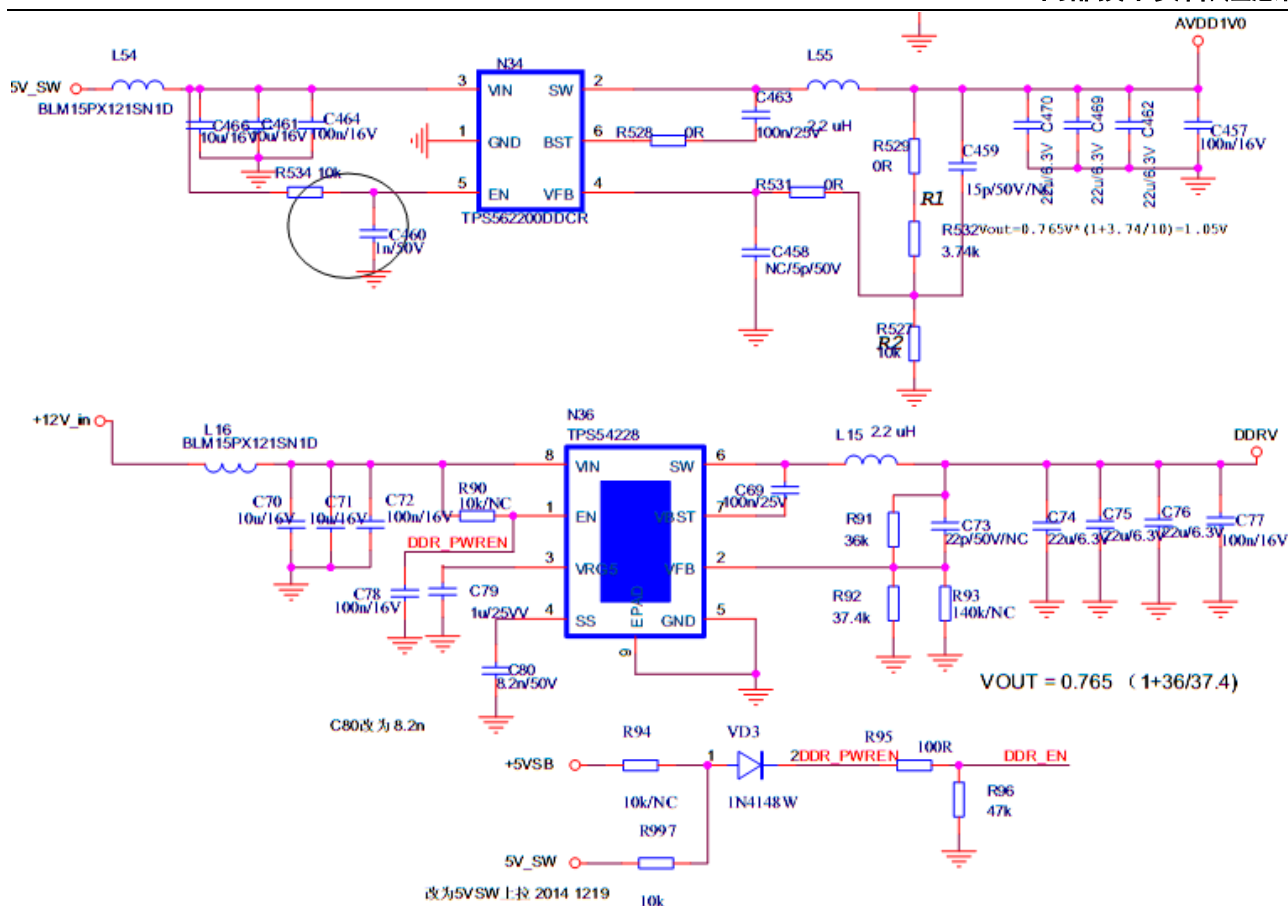 AVDD1V0
L54
N34
L55
5V_SW
3
VIN
SW
2
BLM15PX121SN1D
C466
10u/16V
C461
10u/16V
C464
100n/16V
C463
100n/25V
2.2 uH
C470
22u/6.3V
C469
22u/6.3V
C462
22u/6.3V
C457
100n/16V
1
GND
BST
6
R528
0R
R529
0R
C459
15p/50V/NC
R534 10k
5
EN
VFB
4
R531
0R
R1
TPS562200DDCR
C460
1n/50V
R532
3.74k
Vout=0.765V*(1+3.74/10)=1.05V
C458
NC/5p/50V
R527
R2
10k
+12V_in
N36
TPS54228
L16
BLM15PX121SN1D
L15
2.2 uH
DDRV
8
VIN
SW
6
C70
10u/16V
C71
10u/16V
C72
100n/16V
R90
10k/NC
1
EN
VBST
7
C69
100n/25V
R91
36k
C73
22p/50V/NC
C74
22u/6.3V
C75
22u/6.3V
C76
22u/6.3V
C77
100n/16V
DDR_PWREN
3
VRG5
VFB
2
C78
100n/16V
C79
1u/25VV
4
SS
EPAD
GND
5
9
R92
37.4k
R93
140k/NC
C80
8.2n/50V
VOUT = 0.765 （1+36/37.4)
C80改为 8.2n
R94
VD3
R95
100R
+5VSB
1
2
DDR_PWREN
DDR_EN
10k/NC
1N4148W
R96
47k
R997
5V_SW
改为5VSW上拉 2014 1219
10k